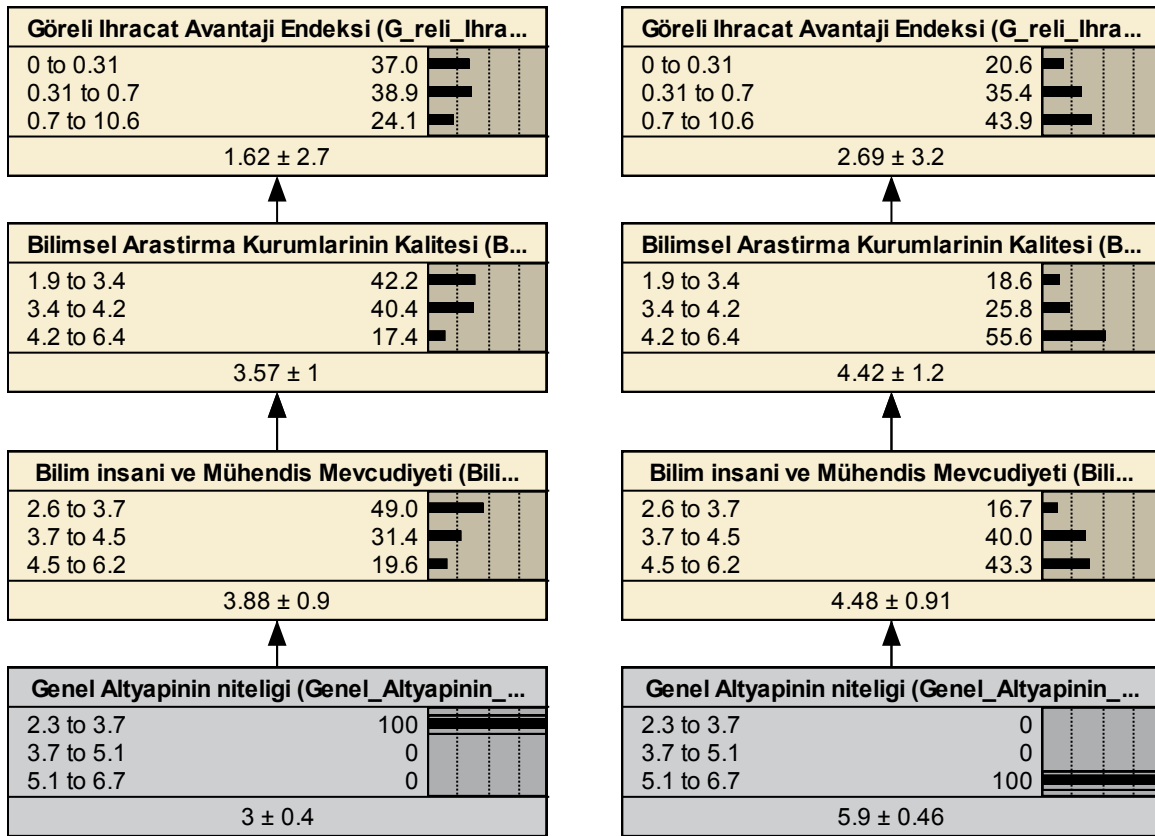 Göreli Ihracat Avantaji Endeksi (G_reli_Ihra...
0 to 0.31 37.0
0.31 to 0.7 38.9
0.7 to 10.6 24.1
1.62 ± 2.7
Bilimsel Arastirma Kurumlarinin Kalitesi (B...
1.9 to 3.4 42.2
3.4 to 4.2 40.4
4.2 to 6.4 17.4
3.57 ± 1
Bilim insani ve Mühendis Mevcudiyeti (Bili...
2.6 to 3.7 49.0
3.7 to 4.5 31.4
4.5 to 6.2 19.6
3.88 ± 0.9
Genel Altyapinin niteligi (Genel_Altyapinin_...
2.3 to 3.7 100
3.7 to 5.1 0
5.1 to 6.7 0
3 ± 0.4
Göreli Ihracat Avantaji Endeksi (G_reli_Ihra...
0 to 0.31 20.6
0.31 to 0.7 35.4
0.7 to 10.6 43.9
2.69 ± 3.2
Bilimsel Arastirma Kurumlarinin Kalitesi (B...
1.9 to 3.4 18.6
3.4 to 4.2 25.8
4.2 to 6.4 55.6
4.42 ± 1.2
Bilim insani ve Mühendis Mevcudiyeti (Bili...
2.6 to 3.7 16.7
3.7 to 4.5 40.0
4.5 to 6.2 43.3
4.48 ± 0.91
Genel Altyapinin niteligi (Genel_Altyapinin_...
2.3 to 3.7 0
3.7 to 5.1 0
5.1 to 6.7 100
5.9 ± 0.46